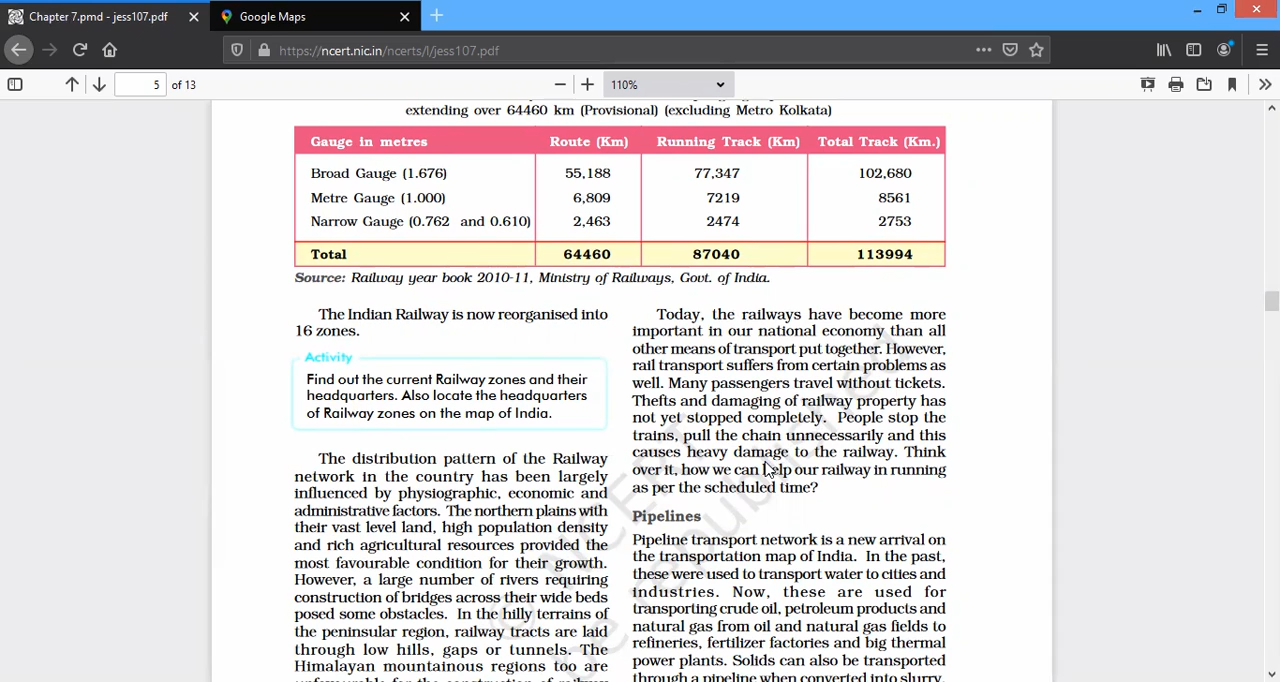 Chapter 7.pmd - jess107.pdf
Google Maps
https://ncert.nic.in/ncerts/l/jess107.pdf
5 of 13
110%
extending over 64460 km (Provisional) (excluding Metro Kolkata)
Gauge in metres Route (Km) Running Track (Km) Total Track (Km.)
Broad Gauge (1.676) 55,188 77,347 102,680
Metre Gauge (1.000) 6,809 7219 8561
Narrow Gauge (0.762 and 0.610) 2,463 2474 2753
Total 64460 87040 113994
Source: Railway year book 2010-11, Ministry of Railways, Govt. of India.
The Indian Railway is now reorganised into
16 zones.
Activity
Find out the current Railway zones and their
headquarters. Also locate the headquarters
of Railway zones on the map of India.
The distribution pattern of the Railway
network in the country has been largely
influenced by physiographic, economic and
administrative factors. The northern plains with
their vast level land, high population density
and rich agricultural resources provided the
most favourable condition for their growth.
However, a large number of rivers requiring
construction of bridges across their wide beds
posed some obstacles. In the hilly terrains of
the peninsular region, railway tracts are laid
through low hills, gaps or tunnels. The
Himalayan mountainous regions too are
unfavourable for the construction of railway
Today, the railways have become more
important in our national economy than all
other means of transport put together. However,
rail transport suffers from certain problems as
well. Many passengers travel without tickets.
Thefts and damaging of railway property has
not yet stopped completely. People stop the
trains, pull the chain unnecessarily and this
causes heavy damage to the railway. Think
over it, how we can help our railway in running
as per the scheduled time?
Pipelines
Pipeline transport network is a new arrival on
the transportation map of India. In the past,
these were used to transport water to cities and
industries. Now, these are used for
transporting crude oil, petroleum products and
natural gas from oil and natural gas fields to
refineries, fertilizer factories and big thermal
power plants. Solids can also be transported
through a pipeline when converted into slurry.
© NCERT
be republished